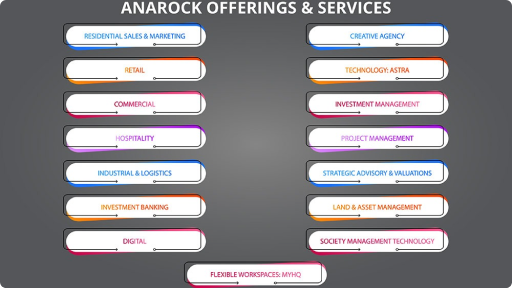 ANAROCK OFFERINGS & SERVICES
RESIDENTIAL SALES & MARKETING
CREATIVE AGENCY
RETAIL
TECHNOLOGY: ASTRA
COMMERCIAL
INVESTMENT MANAGEMENT
HOSPITALITY
PROJECT MANAGEMENT
INDUSTRIAL & LOGISTICS
STRATEGIC ADVISORY & VALUATIONS
INVESTMENT BANKING
LAND & ASSET MANAGEMENT
DIGITAL
SOCIETY MANAGEMENT TECHNOLOGY
FLEXIBLE WORKSPACES: MYHQ